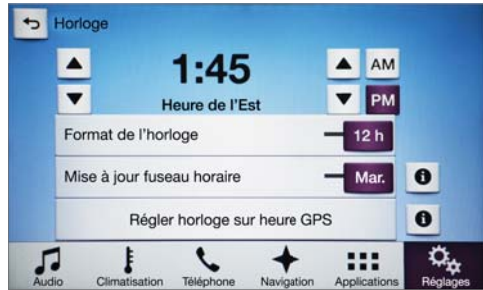 Horloge
1:45
AM
Heure de l'Est
PM
Format de l'horloge
12 h
Mise à jour fuseau horaire
Mar.
Régler horloge sur heure GPS
Audio
Climatisation
Téléphone
Navigation
Applications
Réglages